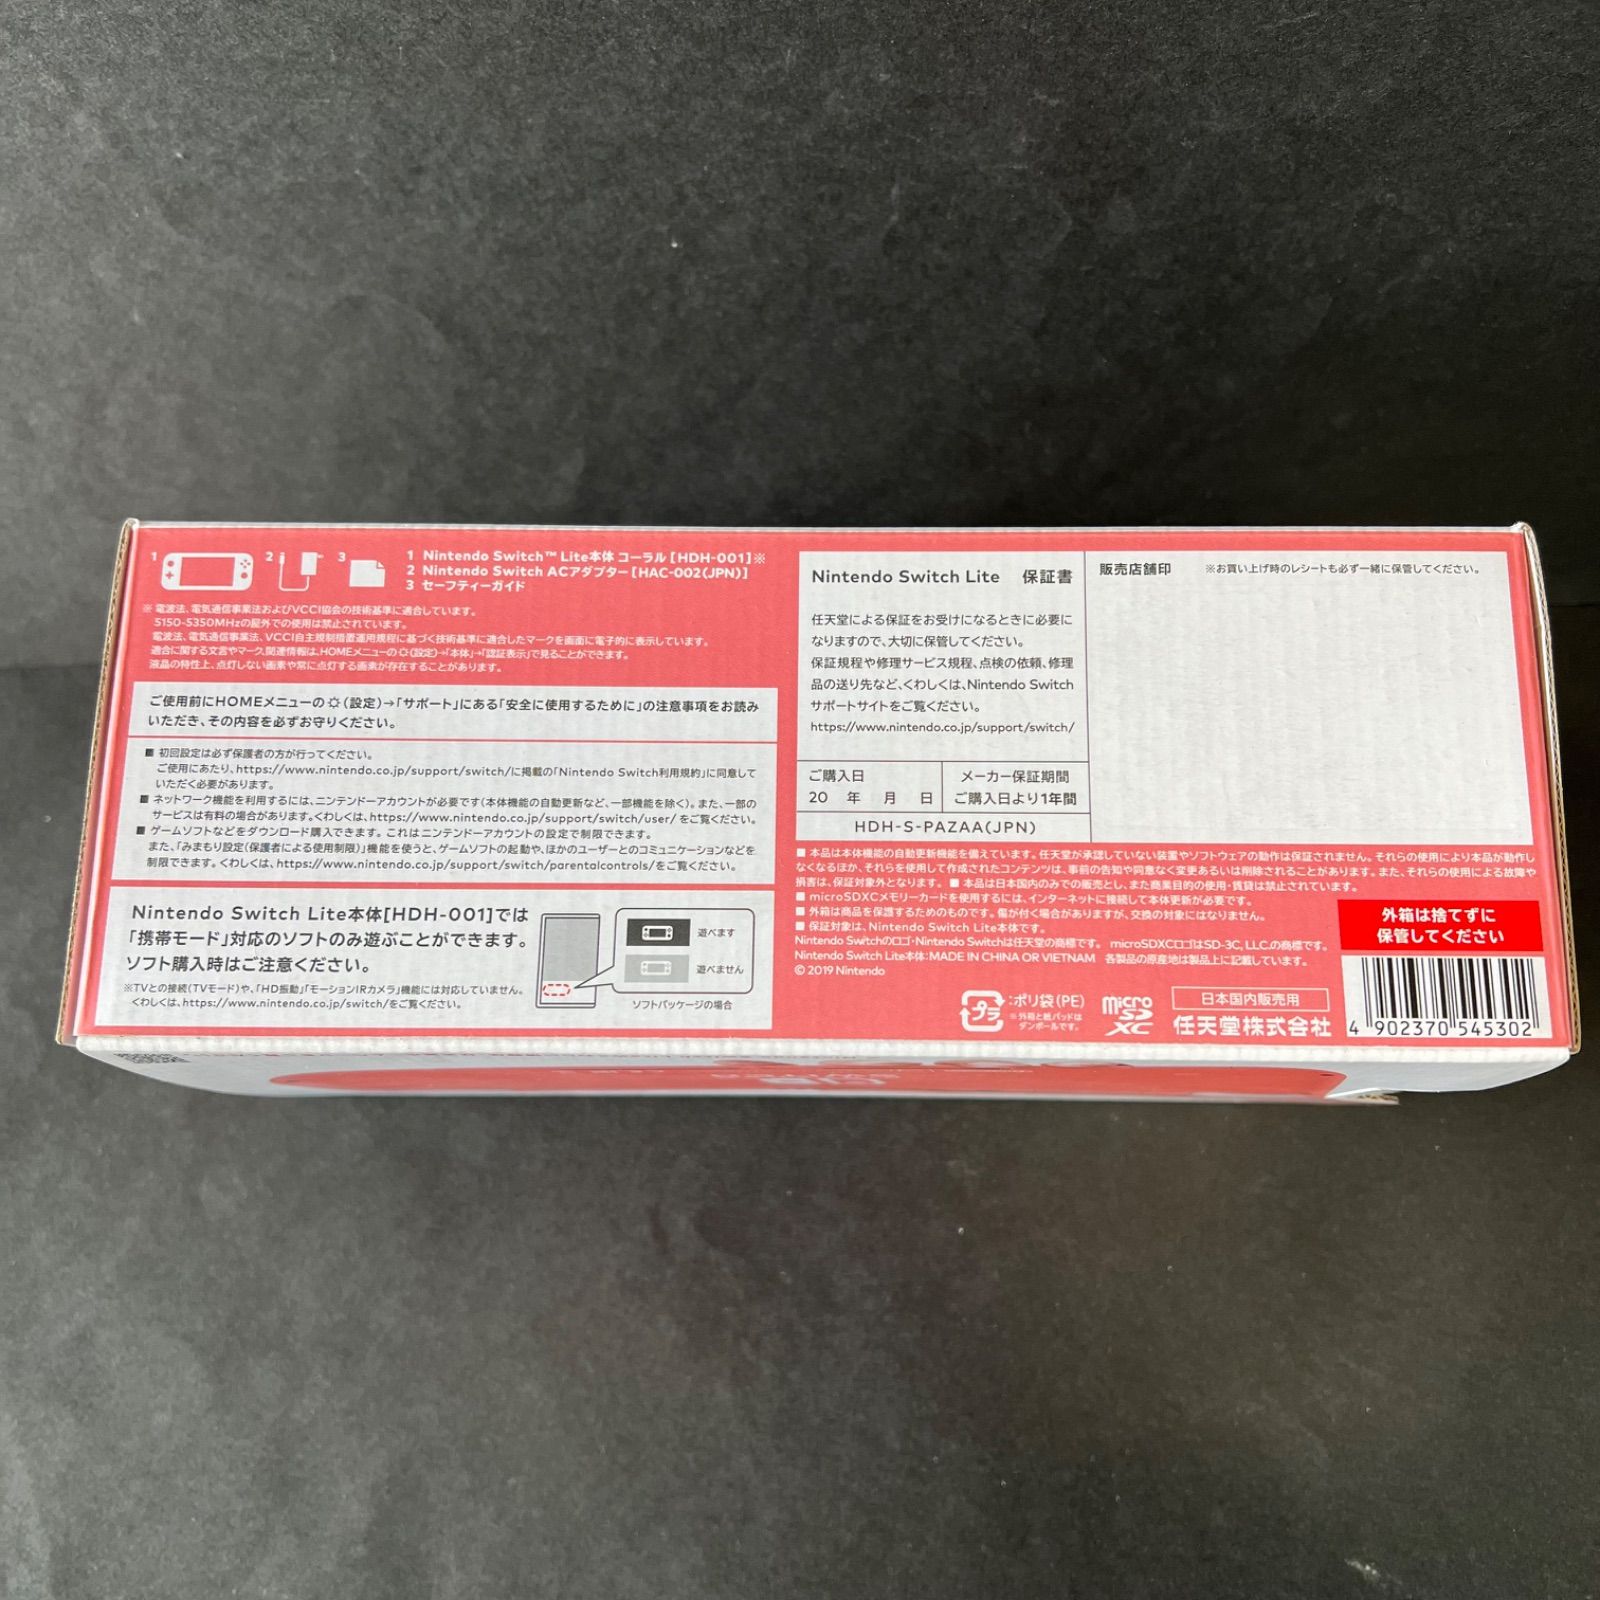 1 2 3
1 Nintendo Switch™ Lite本体 コーラル [HDH-001]※
2 Nintendo Switch ACアダプター [HAC-002(JPN)]
3 セーフティーガイド
※ 電波法、電気通信事業法およびVCCI協会の技術基準に適合しています。
5150-5350MHzの屋外での使用は禁止されています。
電波法、電気通信事業法、VCCI自主規制措置運用規程に基づく技術基準に適合したマークを画面に電子的に表示しています。
適合に関する文言やマーク、関連情報は、HOMEメニューの(設定)→「本体」→「認証表示」で見ることができます。
液晶の特性上、点灯しない画素や常に点灯する画素が存在することがあります。
ご使用前にHOMEメニューの(設定)→「サポート」にある「安全に使用するために」の注意事項をお読み
いただき、その内容を必ずお守りください。
■ 初回設定は必ず保護者の方が行ってください。
ご使用にあたり、https://www.nintendo.co.jp/support/switch/に掲載の「Nintendo Switch利用規約」に同意して
いただく必要があります。
■ ネットワーク機能を利用するには、ニンテンドーアカウントが必要です(本体機能の自動更新など、一部機能を除く)。また、一部の
サービスは有料の場合があります。くわしくは、https://www.nintendo.co.jp/support/switch/user/ をご覧ください。
■ ゲームソフトなどをダウンロード購入できます。これはニンテンドーアカウントの設定で制限できます。
また、「みまもり設定(保護者による使用制限)」機能を使うと、ゲームソフトの起動や、ほかのユーザーとのコミュニケーションなどを
制限できます。くわしくは、https://www.nintendo.co.jp/support/switch/parentalcontrols/をご覧ください。
Nintendo Switch Lite本体[HDH-001]では
「携帯モード」対応のソフトのみ遊ぶことができます。
ソフト購入時はご注意ください。
※TVとの接続(TVモード)や、「HD振動」「モーションIRカメラ」機能には対応していません。
くわしくは、https://www.nintendo.co.jp/switch/をご覧ください。
遊べます
遊べません
ソフトパッケージの場合
Nintendo Switch Lite 保証書
任天堂による保証をお受けになるときに必要に
なりますので、大切に保管してください。
保証規程や修理サービス規程、点検の依頼、修理
品の送り先など、くわしくは、Nintendo Switch
サポートサイトをご覧ください。
https://www.nintendo.co.jp/support/switch/
ご購入日
20 年 月 日
メーカー保証期間
ご購入日より1年間
HDH-S-PAZAA(JPN)
販売店舗印 ※お買い上げ時のレシートも必ず一緒に保管してください。
■ 本品は本体機能の自動更新機能を備えています。任天堂が承認していない装置やソフトウェアの動作は保証されません。それらの使用により本品が動作し
なくなるほか、それらを使用して作成されたコンテンツは、事前の告知や同意なく変更あるいは削除されることがあります。また、それらの使用による故障や
損害は、保証対象外となります。 ■ 本品は日本国内のみでの販売とし、また商業目的の使用・賃貸は禁止されています。
■ microSDXCメモリーカードを使用するには、インターネットに接続して本体更新が必要です。
■ 外箱は商品を保護するためのものです。傷が付く場合がありますが、交換の対象にはなりません。
■ 保証対象は、Nintendo Switch Lite本体です。
Nintendo Switchのロゴ・Nintendo Switchは任天堂の商標です。 microSDXCロゴはSD-3C, LLC.の商標です。
Nintendo Switch Lite本体:MADE IN CHINA OR VIETNAM 各製品の原産地は製品上に記載しています。
© 2019 Nintendo
外箱は捨てずに
保管してください
プラ
:ポリ袋(PE)
※外箱と紙パッドは
ダンボールです。
micro SD XC
日本国内販売用
任天堂株式会社
4 902370 545302